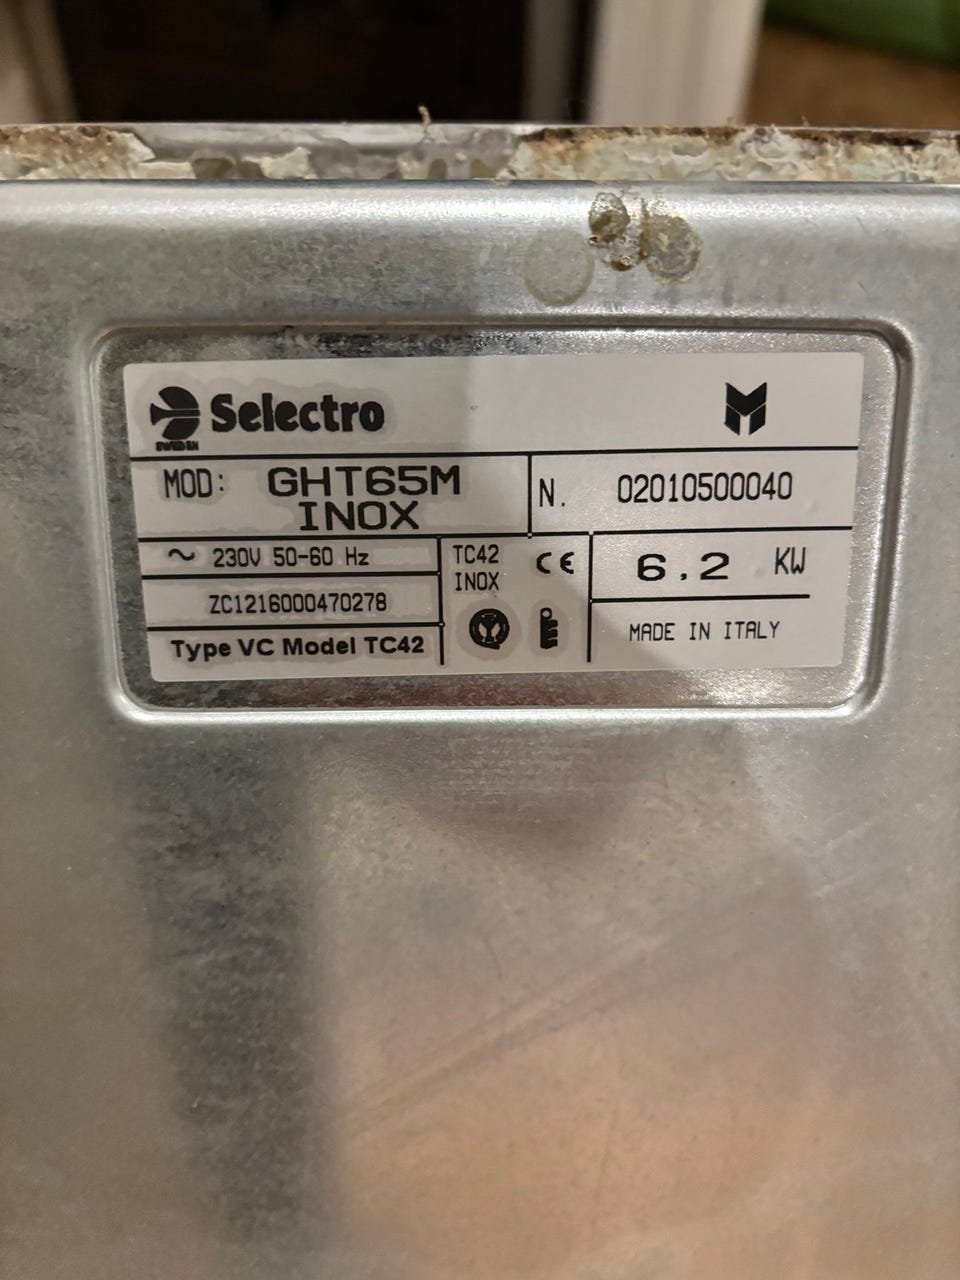 Selectro
SWEDEN
MOD: GHT65M
INOX
N. 02010500040
~ 230V 50-60 Hz
ZC1216000470278
Type VC Model TC42
TC42
INOX
CE
6.2 KW
MADE IN ITALY